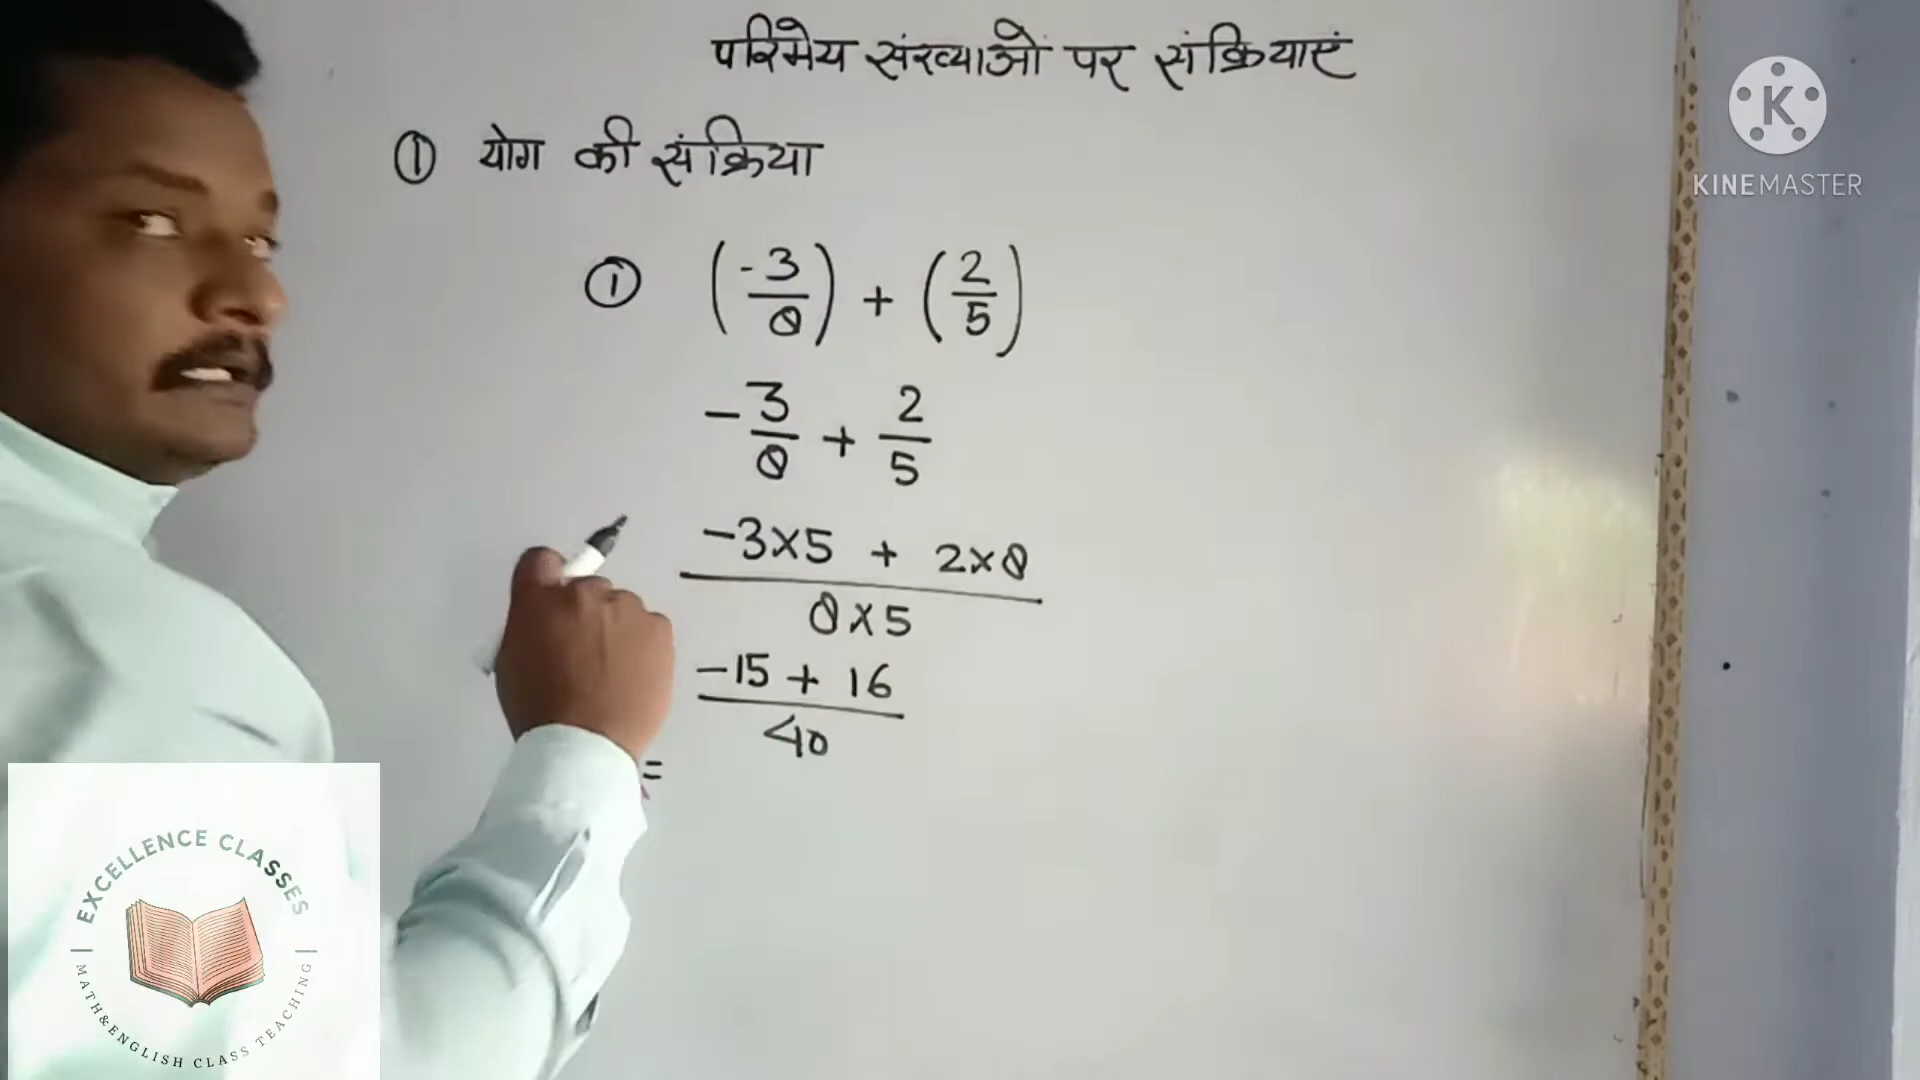 परिमेय संख्याओं पर संक्रियाएं
K
KINEMASTER
① योग की संक्रिया
① (-3/8) + (2/5)
-3/8 + 2/5
-3×5 + 2×8
8×5
-15 + 16
40
=
EXCELLENCE CLASSES
| MATH&ENGLISH CLASS TEACHING |